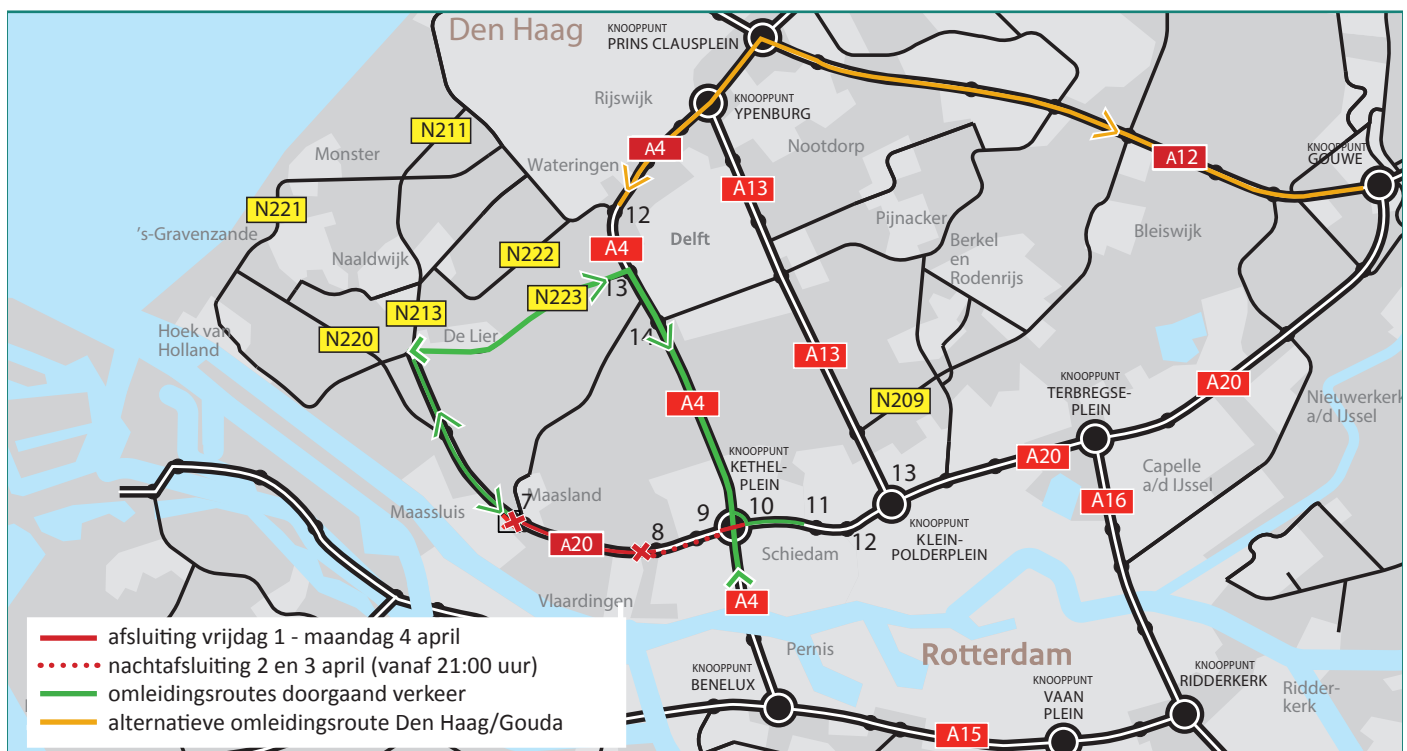 Den Haag
KNOOPPUNT
PRINS CLAUSPLEIN
Rijswijk
KNOOPPUNT
YPENBURG
N211
Monster
Wateringen
A4
Nootdorp
A12
KNOOPPUNT
GOUWE
A13
N221
's-Gravenzande
12
Pijnacker
Delft
A4
Berkel
en
Rodenrijs
Bleiswijk
Naaldwijk
N222
N223
13
N213
De Lier
Hoek van
Holland
N220
14
A13
A4
N209
KNOOPPUNT
TERBREGSE-
PLEIN
A20
Nieuwerkerk
a/d IJssel
KNOOPPUNT
KETHEL-
PLEIN
13
A20
Capelle
a/d IJssel
A16
Maasland
7
Maassluis
A20
8
9
10
11
12
Schiedam
KNOOPPUNT
KLEIN-
POLDERPLEIN
Vlaardingen
A4
Pernis
Rotterdam
KNOOPPUNT
BENELUX
KNOOPPUNT
VAAN
PLEIN
KNOOPPUNT
RIDDERKERK
Ridder-
kerk
A15
afsluiting vrijdag 1 - maandag 4 april
nachtafsluiting 2 en 3 april (vanaf 21:00 uur)
omleidingsroutes doorgaand verkeer
alternatieve omleidingsroute Den Haag/Gouda